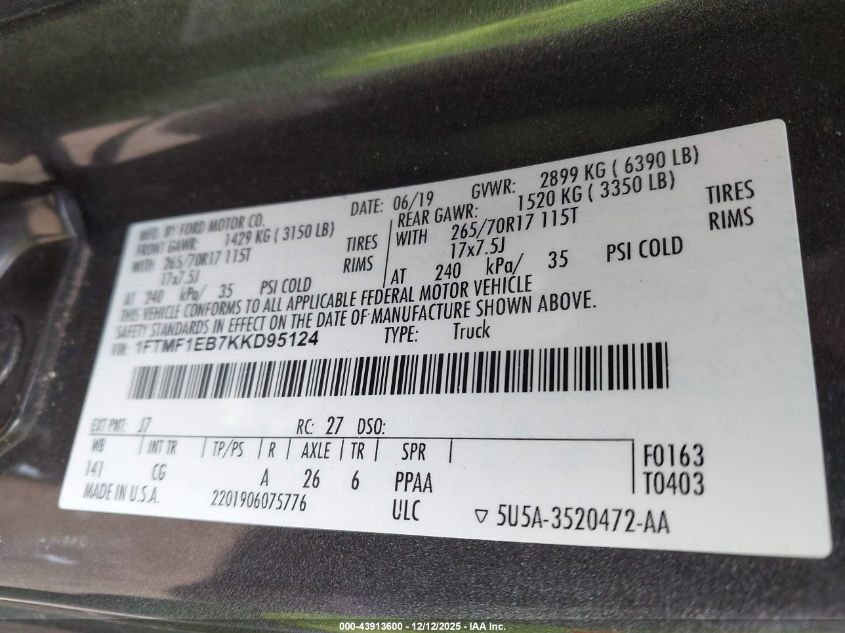 MFD. BY FORD MOTOR CO.
DATE: 06/19 GVWR: 2899 KG ( 6390 LB)
FRONT GAWR: 1429 KG ( 3150 LB) REAR GAWR: 1520 KG ( 3350 LB)
WITH 265/70R17 115T TIRES WITH 265/70R17 115T TIRES
17x7.5J RIMS 17x7.5J RIMS
AT 240 kPa/ 35 PSI COLD AT 240 kPa/ 35 PSI COLD
THIS VEHICLE CONFORMS TO ALL APPLICABLE FEDERAL MOTOR VEHICLE
SAFETY STANDARDS IN EFFECT ON THE DATE OF MANUFACTURE SHOWN ABOVE.
VIN: 1FTMF1EB7KKD95124 TYPE: Truck
EXT PNT: J7 RC: 27 DSO:
WB | INT TR | TP/PS | R | AXLE | TR | SPR | F0163
141 CG A 26 6 PPAA T0403
MADE IN U.S.A. 2201906075776 ULC ▽ 5U5A-3520472-AA
000-43913600 - 12/12/2025 - IAA Inc.